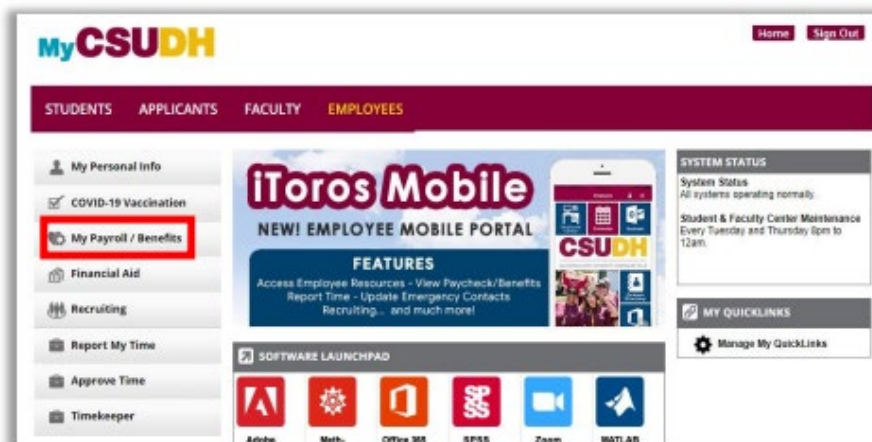 MyCSUDH
Home Sign Out
STUDENTS APPLICANTS FACULTY EMPLOYEES
My Personal Info
COVID-19 Vaccination
My Payroll / Benefits
Financial Aid
Recruiting
Report My Time
Approve Time
Timekeeper
iToros Mobile
NEW! EMPLOYEE MOBILE PORTAL
FEATURES
Access Employee Resources - View Paycheck/Benefits
Report Time - Update Emergency Contacts
Recruiting... and much more!
CSUDH
SOFTWARE LAUNCHPAD
Adobe
Math-
Office 365
SPSS
Zoom
MATLAB
SYSTEM STATUS
System Status
All systems operating normally.
Student & Faculty Center Maintenance
Every Tuesday and Thursday 8pm to
12am.
MY QUICKLINKS
Manage My QuickLinks